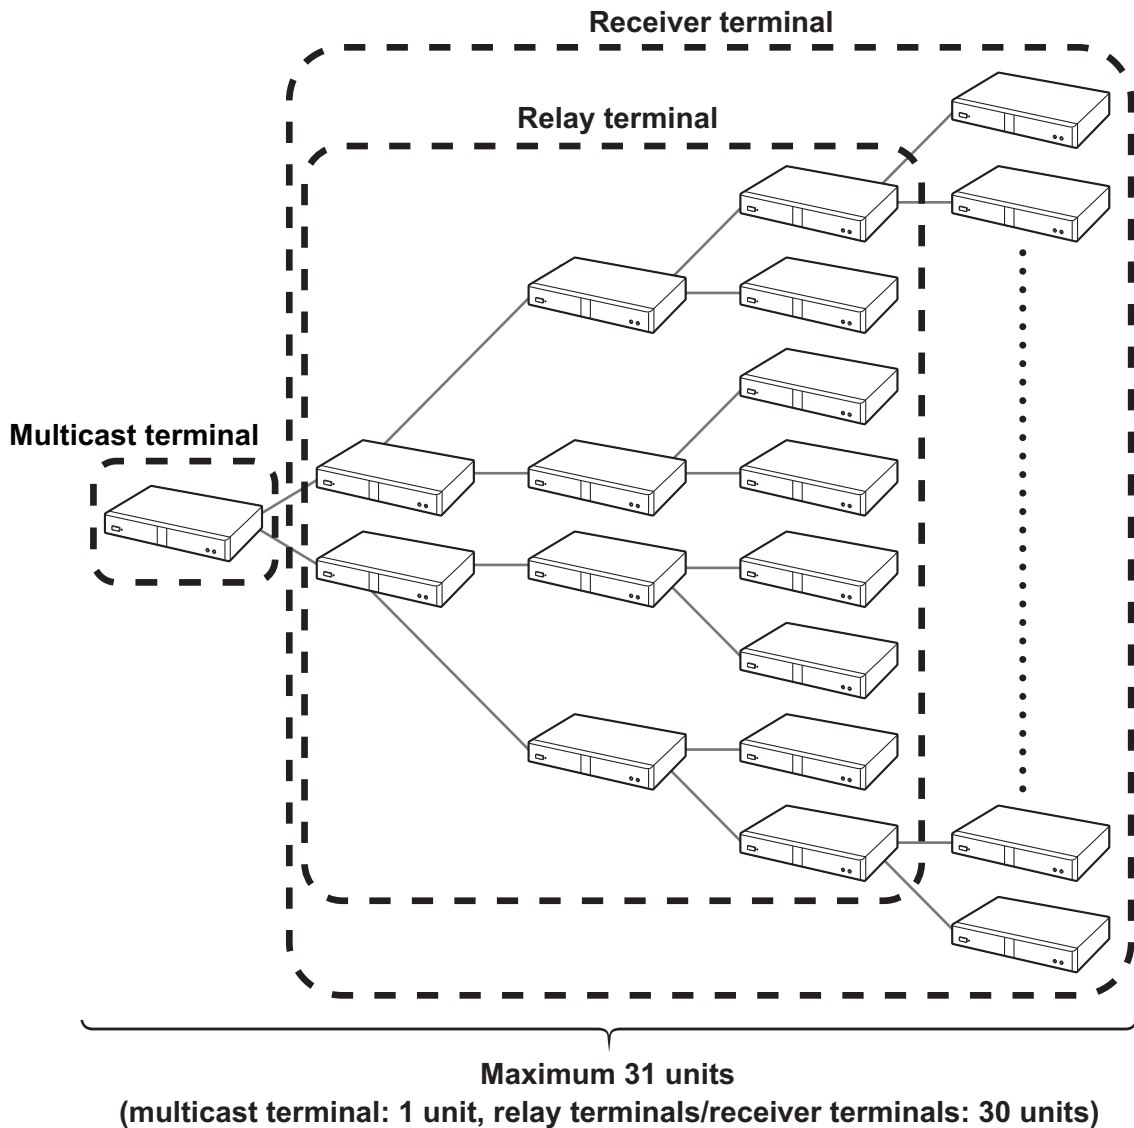 Receiver terminal
Relay terminal
Multicast terminal
Maximum 31 units
(multicast terminal: 1 unit, relay terminals/receiver terminals: 30 units)